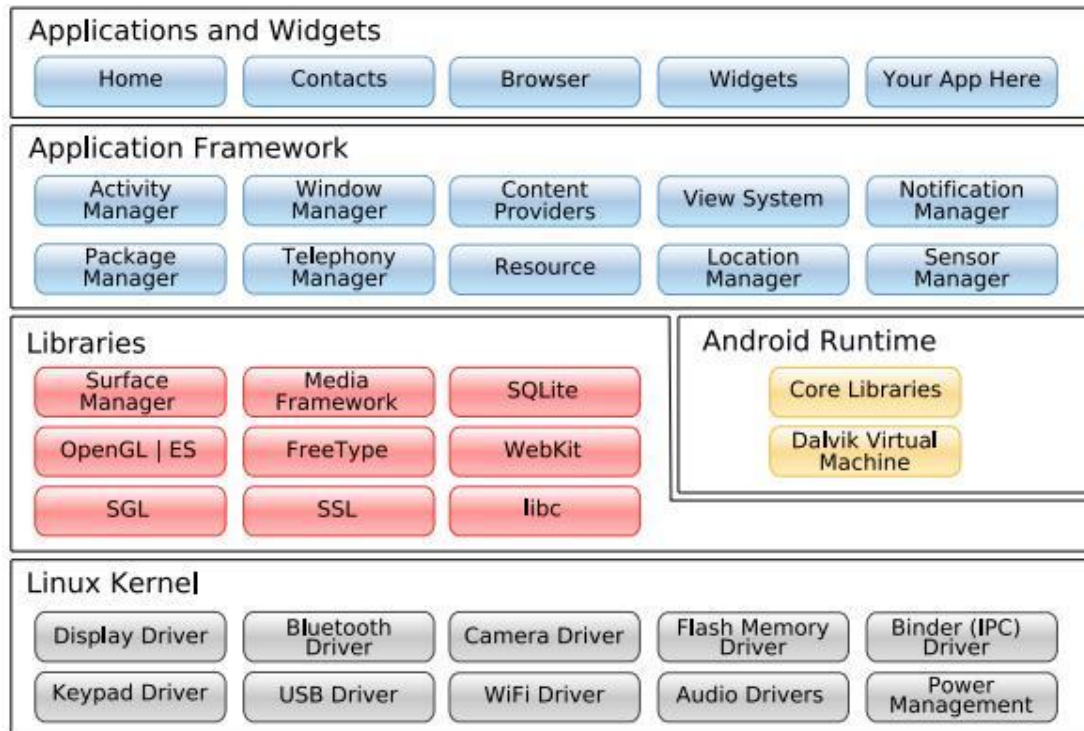 Applications and Widgets
Home
Contacts
Browser
Widgets
Your App Here
Application Framework
Activity
Manager
Window
Manager
Content
Providers
View System
Notification
Manager
Package
Manager
Telephony
Manager
Resource
Location
Manager
Sensor
Manager
Libraries
Surface
Manager
Media
Framework
SQLite
OpenGL | ES
FreeType
WebKit
SGL
SSL
libc
Android Runtime
Core Libraries
Dalvik Virtual
Machine
Linux Kernel
Display Driver
Bluetooth
Driver
Camera Driver
Flash Memory
Driver
Binder (IPC)
Driver
Keypad Driver
USB Driver
WiFi Driver
Audio Drivers
Power
Management